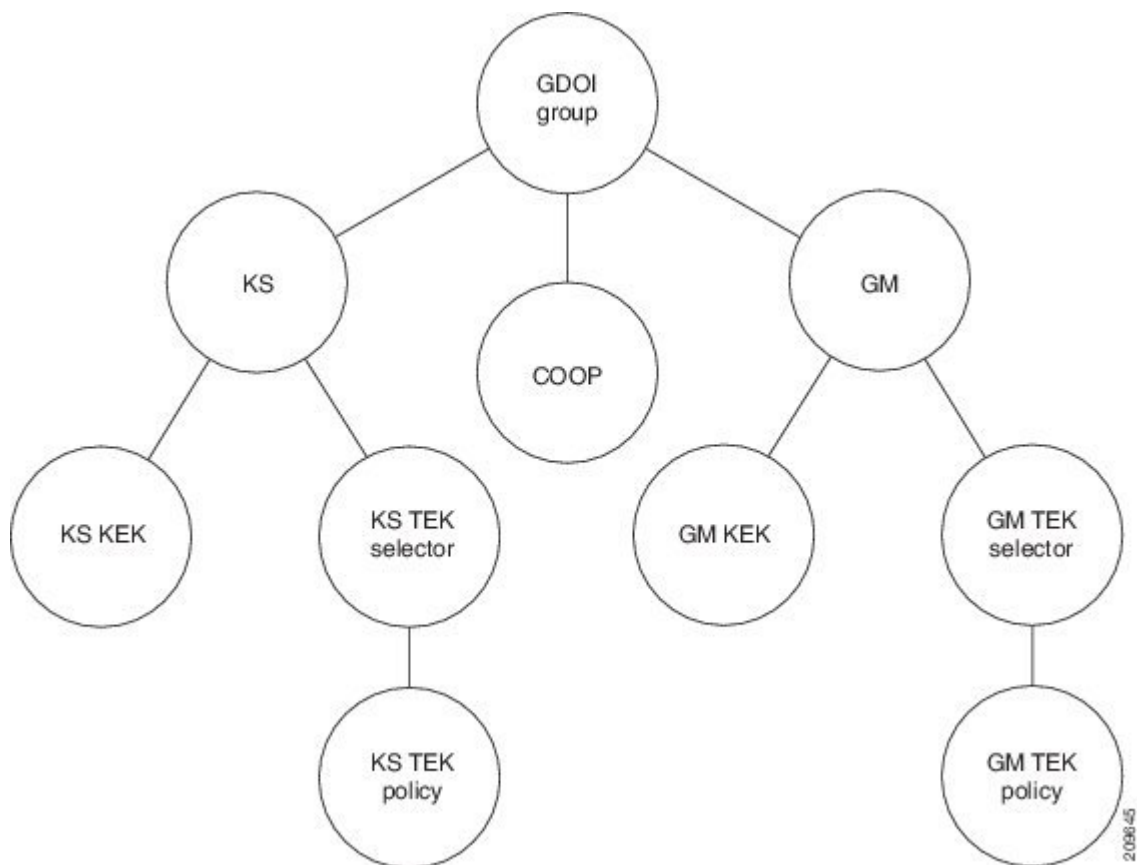 GDOI
group
KS
GM
COOP
KS KEK
KS TEK
selector
GM KEK
GM TEK
selector
KS TEK
policy
GM TEK
policy
209645